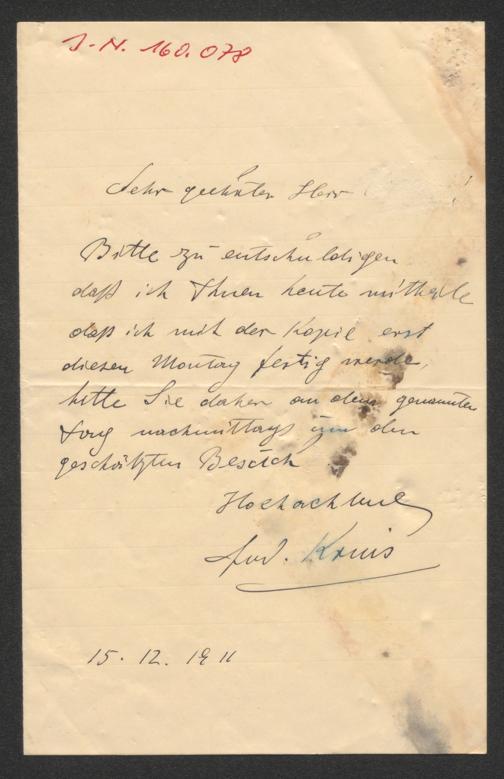 J.-N. 160.078
Sehr geehrter Herr !
Bitte zu entschuldigen
daß ich Ihnen heute mittheile
daß ich mit der Kopie erst
diesen Montag fertig werde,
bitte Sie daher an dem genannten
Tag nachmittags um den
geschätzten Besuch
Hochachtend
Kruis
15. 12. 1911